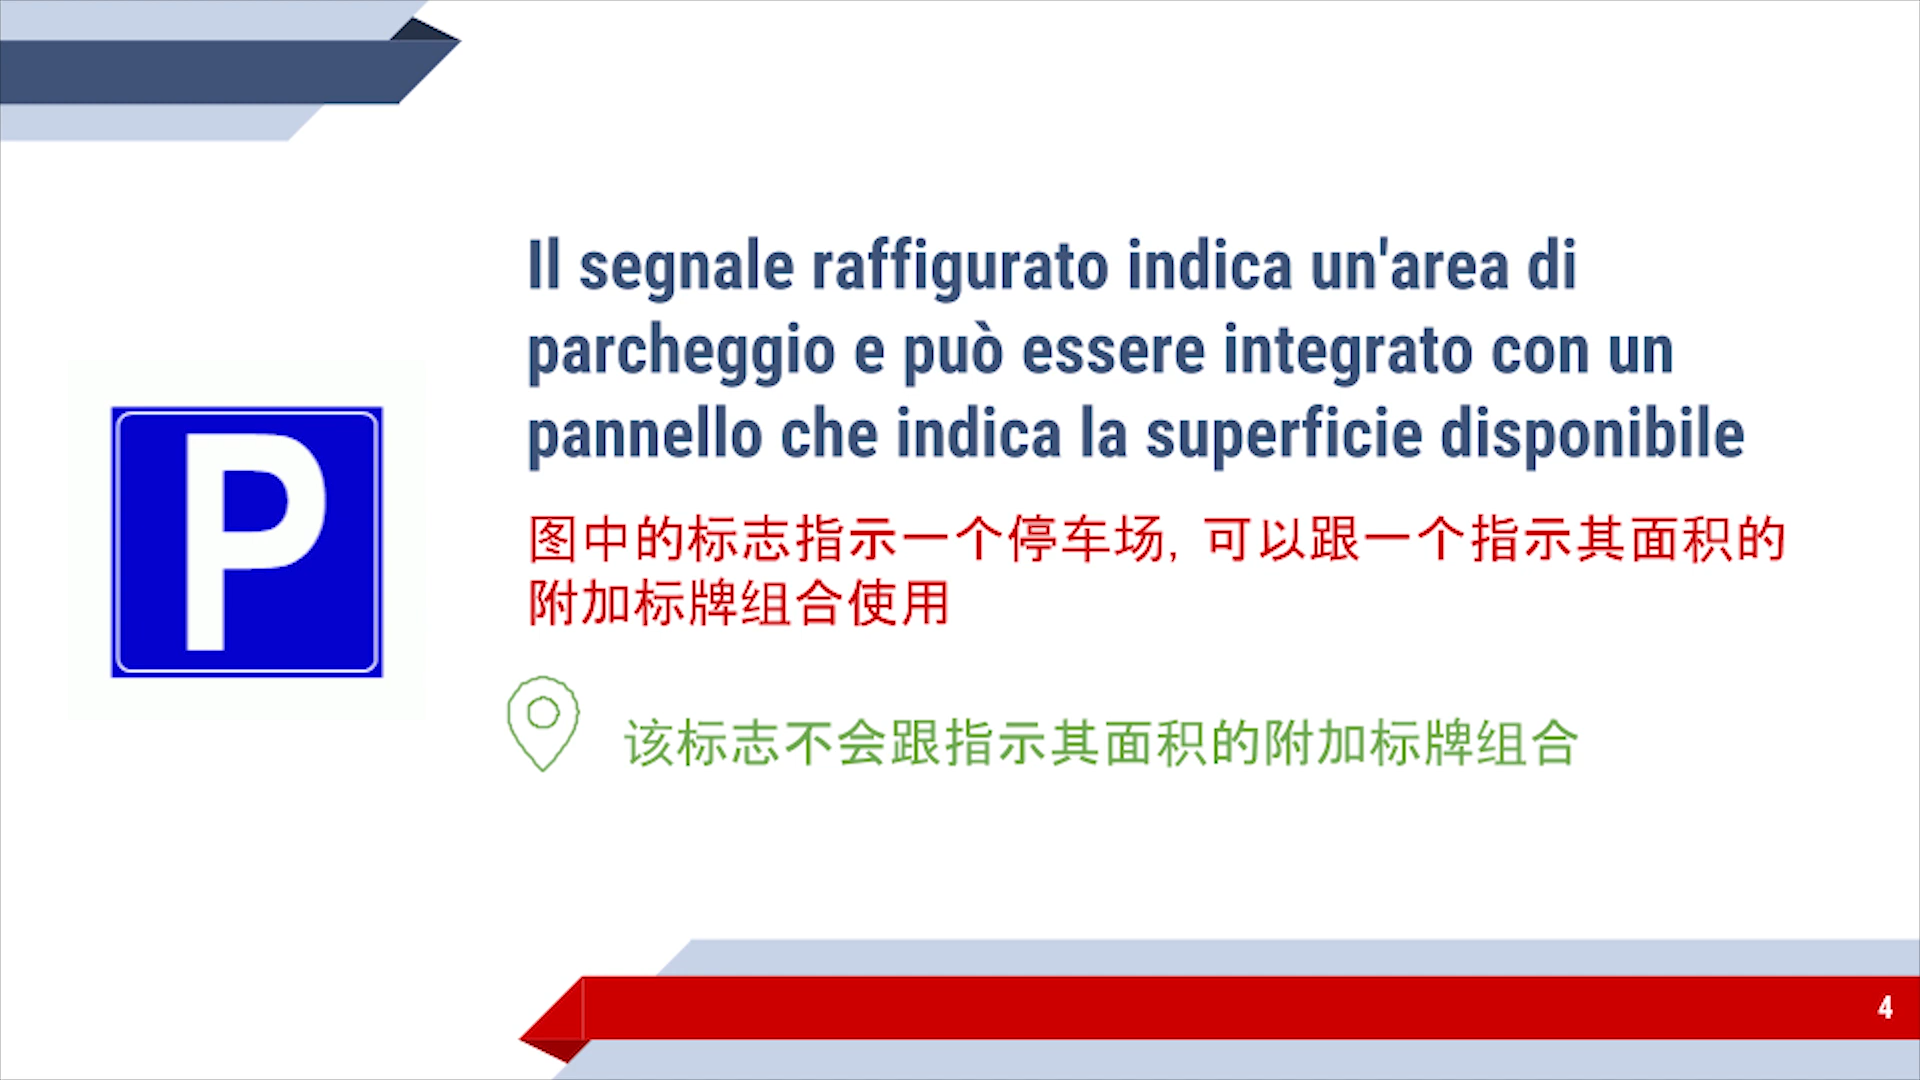 P
Il segnale raffigurato indica un'area di
parcheggio e può essere integrato con un
pannello che indica la superficie disponibile
图中的标志指示一个停车场, 可以跟一个指示其面积的
附加标牌组合使用
该标志不会跟指示其面积的附加标牌组合
4